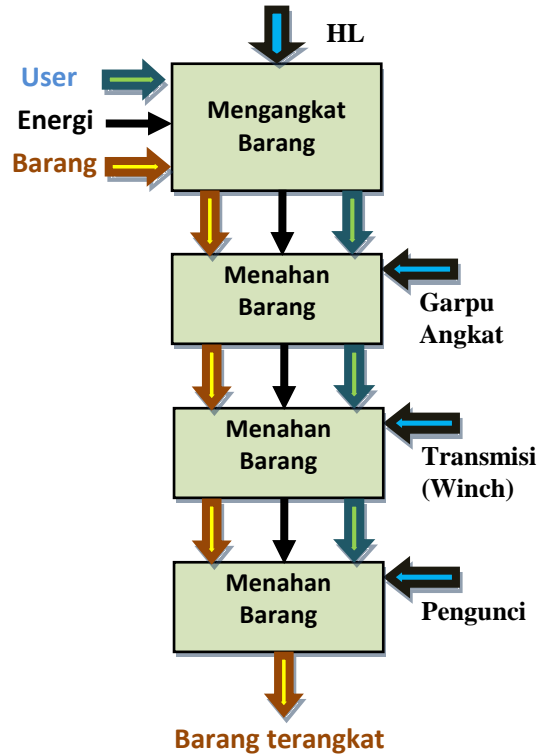 HL
User
Energi
Barang
Mengangkat
Barang
Menahan
Barang
Garpu
Angkat
Menahan
Barang
Transmisi
(Winch)
Menahan
Barang
Pengunci
Barang terangkat